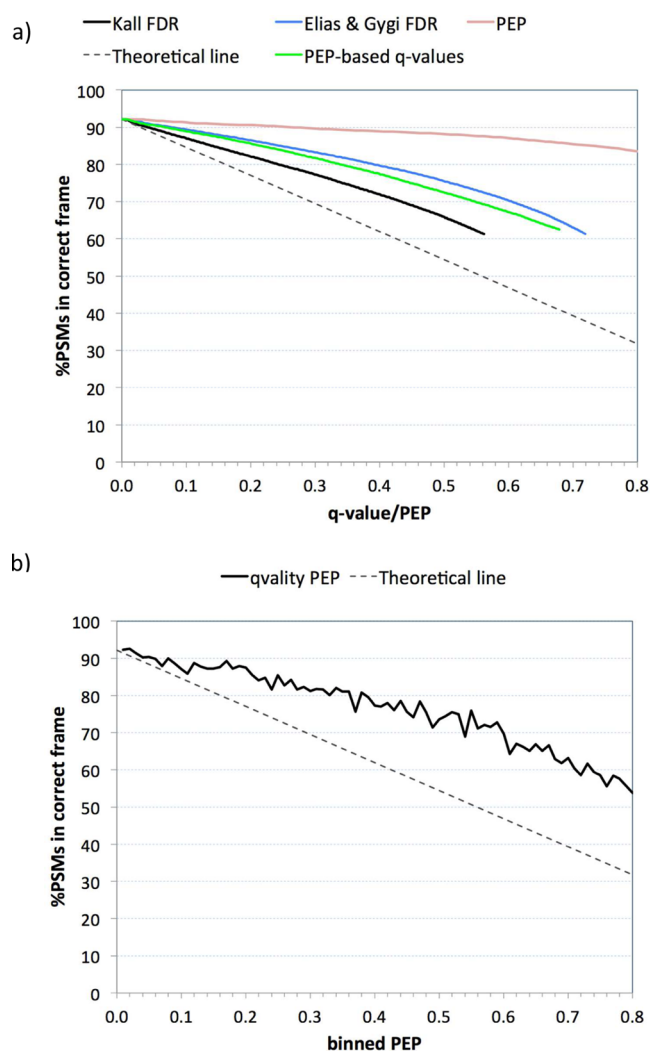 a)
Kall FDR
Elias & Gygi FDR
PEP
Theoretical line
PEP-based q-values
100
90
80
70
60
50
40
30
20
10
0
%PSMs in correct frame
0.0 0.1 0.2 0.3 0.4 0.5 0.6 0.7 0.8
q-value/PEP
b)
qvality PEP
Theoretical line
100
90
80
70
60
50
40
30
20
10
0
%PSMs in correct frame
0.0 0.1 0.2 0.3 0.4 0.5 0.6 0.7 0.8
binned PEP